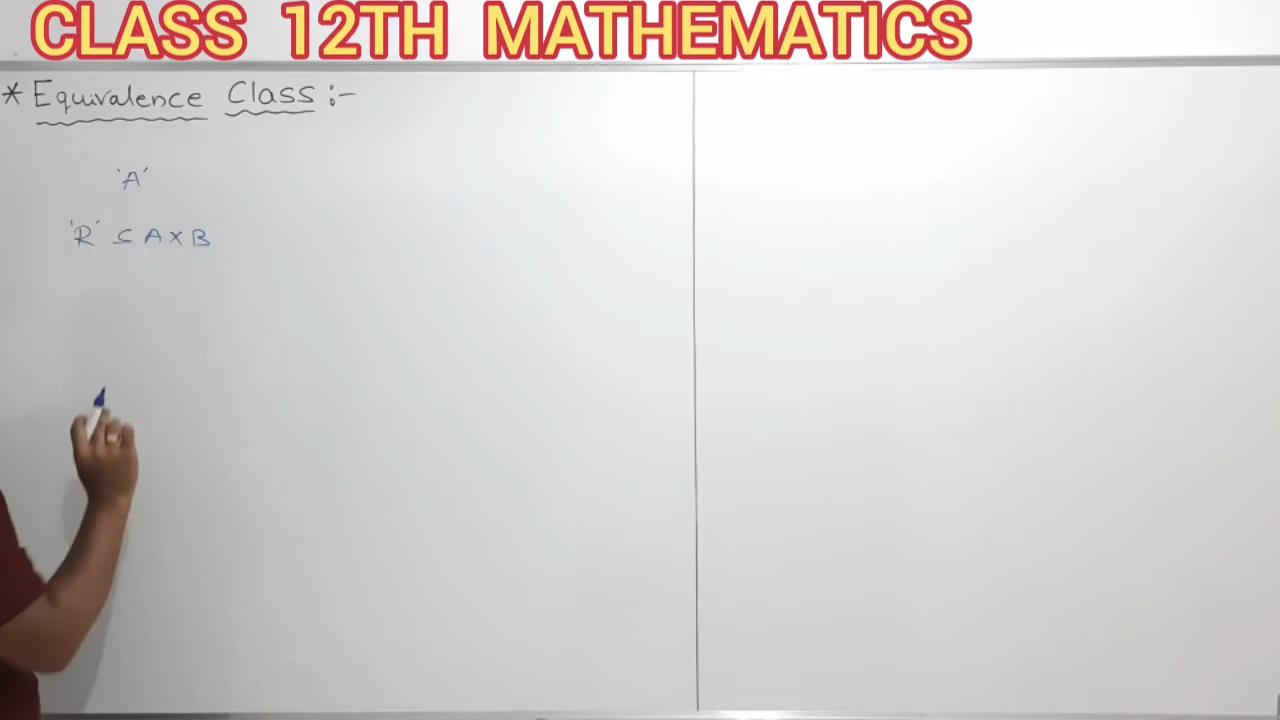 CLASS 12TH MATHEMATICS
* Equivalence Class :-
'A'
'R' ⊆ A × B